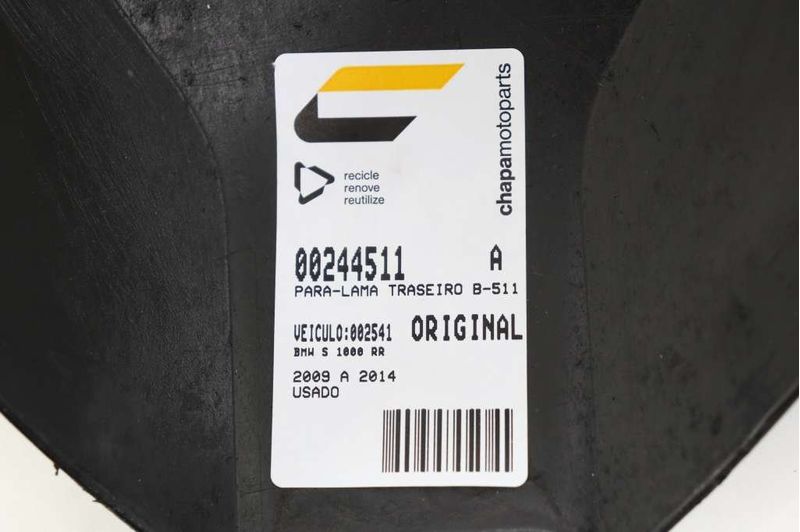 chapamotoparts
recicle
renove
reutilize
00244511 A
PARA-LAMA TRASEIRO B-511
VEICULO:002541 ORIGINAL
BMW S 1000 RR
2009 A 2014
USADO